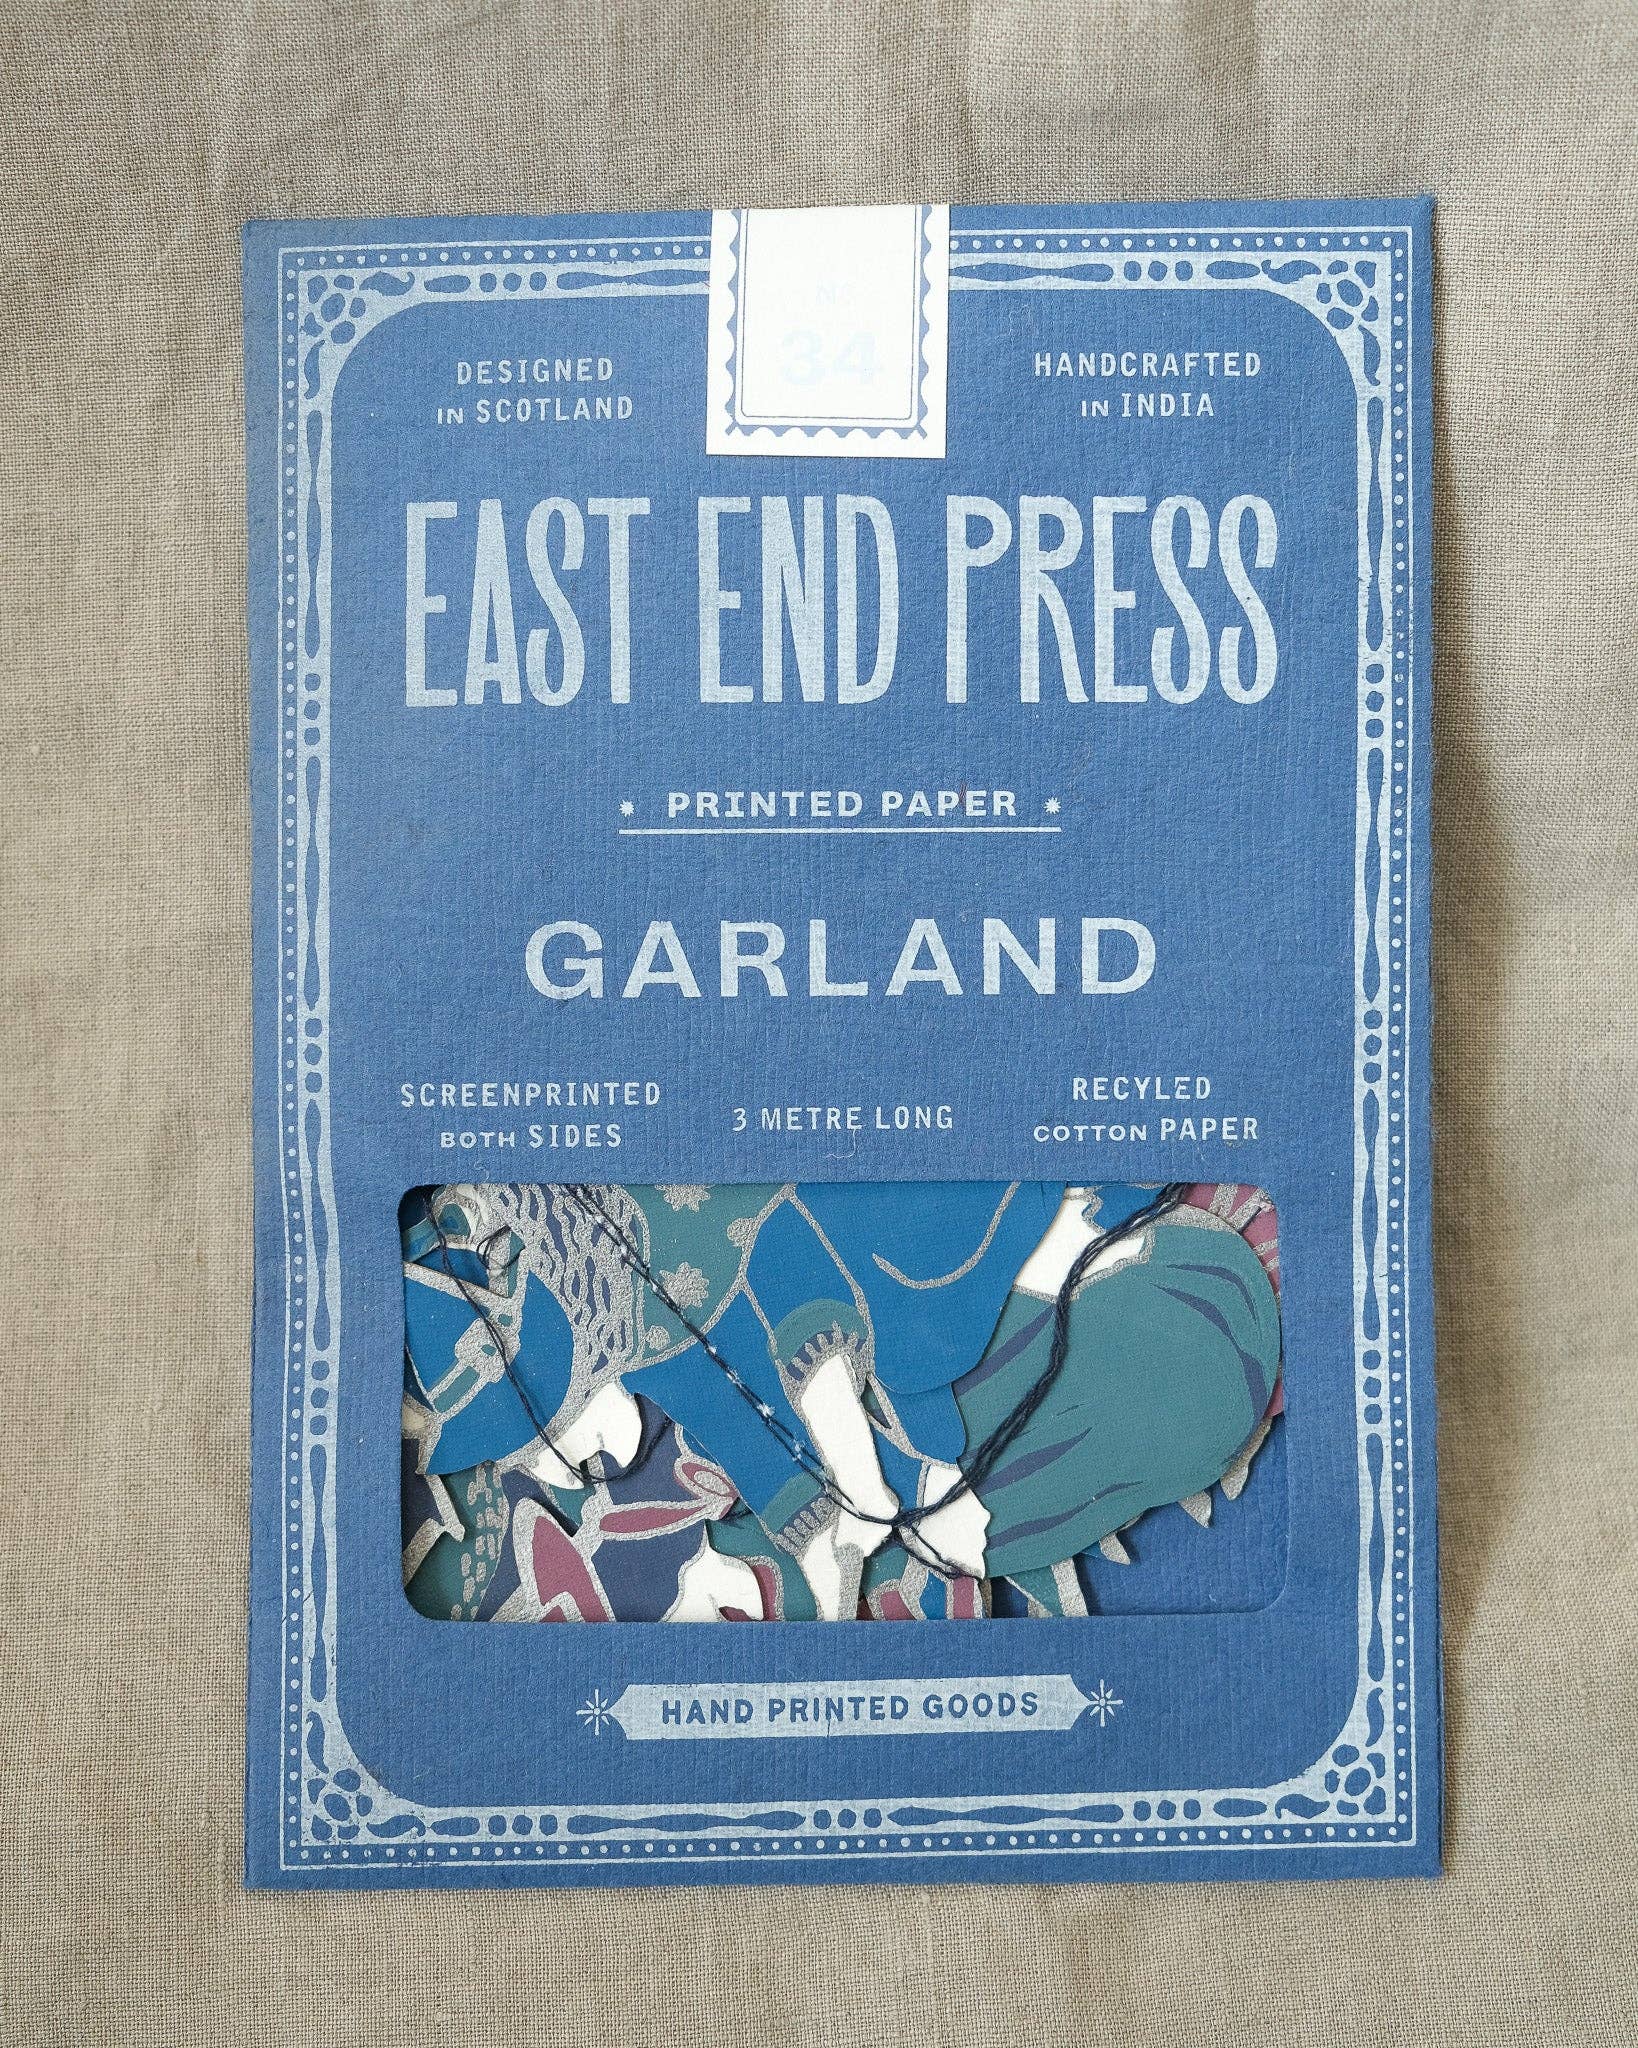 Nº
34
DESIGNED
IN SCOTLAND
HANDCRAFTED
IN INDIA
EAST END PRESS
PRINTED PAPER
GARLAND
SCREENPRINTED
BOTH SIDES
3 METRE LONG
RECYLED
COTTON PAPER
HAND PRINTED GOODS